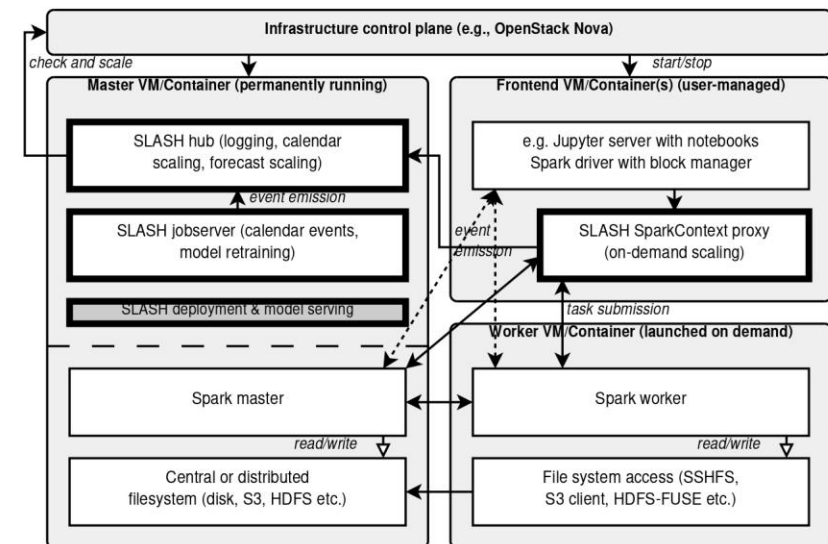 Infrastructure control plane (e.g., OpenStack Nova)
check and scale
start/stop
Master VM/Container (permanently running)
SLASH hub (logging, calendar
scaling, forecast scaling)
event emission
SLASH jobserver (calendar events,
model retraining)
SLASH deployment & model serving
Spark master
read/write
Central or distributed
filesystem (disk, S3, HDFS etc.)
Frontend VM/Container(s) (user-managed)
e.g. Jupyter server with notebooks
Spark driver with block manager
event
emission
SLASH SparkContext proxy
(on-demand scaling)
task submission
Worker VM/Container (launched on demand)
Spark worker
read/write
File system access (SSHFS,
S3 client, HDFS-FUSE etc.)